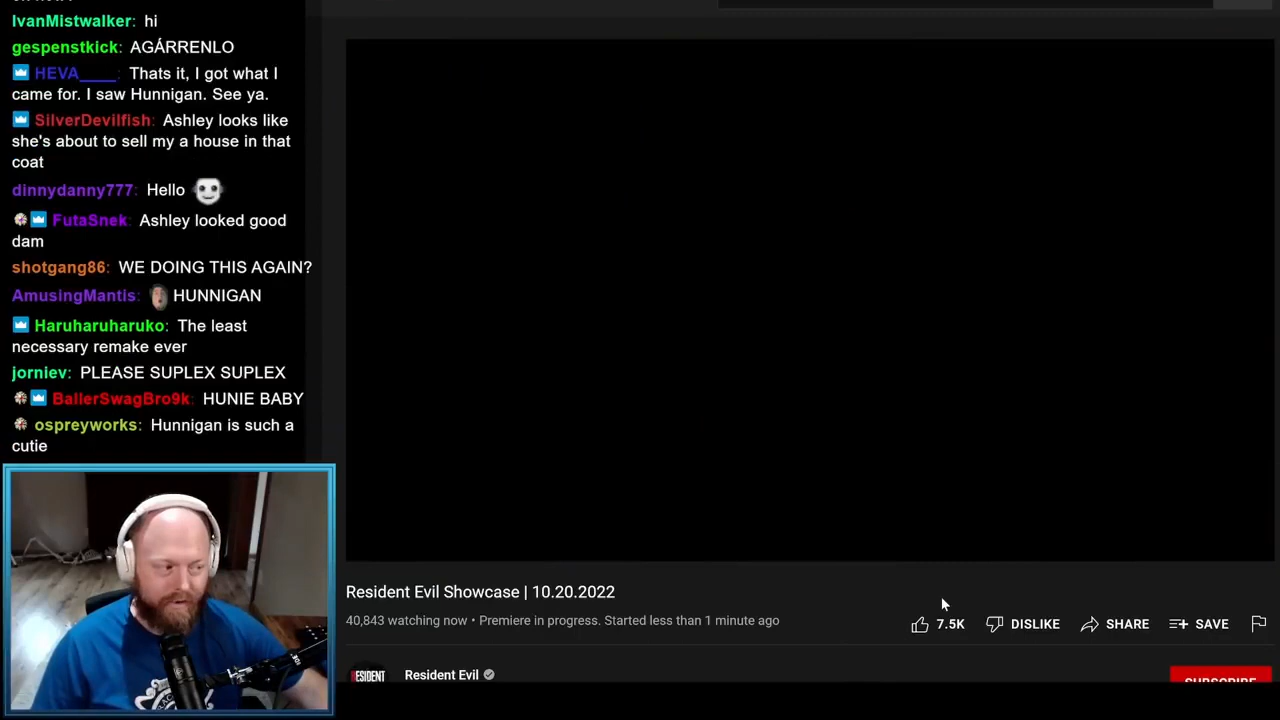 IvanMistwalker: hi
gespenstkick: AGÁRRENLO
HEVA____: Thats it, I got what I
came for. I saw Hunnigan. See ya.
SilverDevilfish: Ashley looks like
she's about to sell my a house in that
coat
dinnydanny777: Hello
FutaSnek: Ashley looked good
dam
shotgang86: WE DOING THIS AGAIN?
AmusingMantis: HUNNIGAN
Haruharuharuko: The least
necessary remake ever
jorniev: PLEASE SUPLEX SUPLEX
BallerSwagBro9k: HUNIE BABY
ospreyworks: Hunnigan is such a
cutie
Resident Evil Showcase | 10.20.2022
40,843 watching now • Premiere in progress. Started less than 1 minute ago
7.5K DISLIKE SHARE SAVE
RESIDENT
Resident Evil
SUBSCRIBE